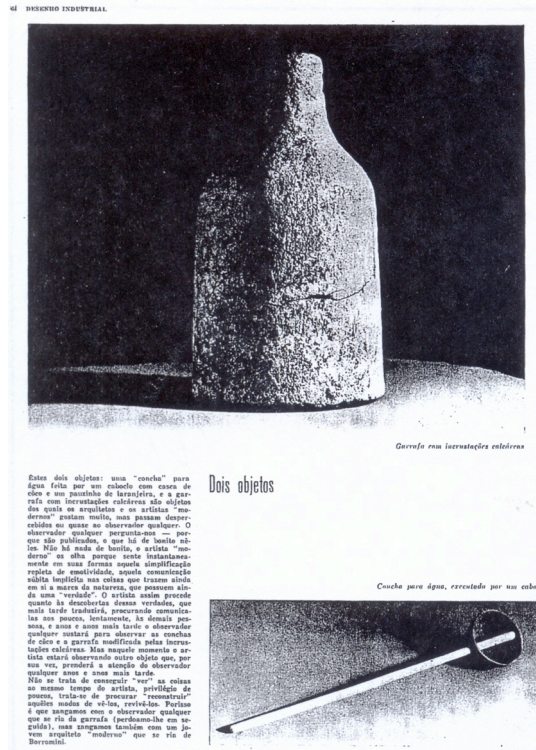 64 DESENHO INDUSTRIAL
Garrafa com incrustações calcáreas
Dois objetos
Êstes dois objetos: uma "concha" para
água feita por um caboclo com casca de
côco e um pauzinho de laranjeira, e a gar-
rafa com incrustações calcáreas são objetos
dos quais os arquitetos e os artistas "mo-
dernos" gostam muito, mas passam desper-
cebidos ou quase ao observador qualquer. O
observador qualquer pergunta-nos — por-
que são publicados, o que há de bonito nê-
les. Não há nada de bonito, o artista "mo-
derno" os olha porque sente instantanea-
mente em suas formas aquela simplificação
repleta de emotividade, aquela comunicação
súbita implícita nas coisas que trazem ainda
em si a marca da natureza, que possuem ain-
da uma "verdade". O artista assim procede
quanto às descobertas dessas verdades, que
mais tarde traduzirá, procurando comunica-
las aos poucos, lentamente, às demais pes-
soas, e anos e anos mais tarde o observador
qualquer sustará para observar as conchas
de côco e a garrafa modificada pelas incrus-
tações calcáreas. Mas naquele momento o ar-
tista estará observando outro objeto que, por
sua vez, prenderá a atenção do observador
qualquer anos e anos mais tarde.
Não se trata de conseguir "ver" as coisas
ao mesmo tempo do artista, privilégio de
poucos, trata-se de procurar "reconstruir"
aquêles modos de vê-los, revivê-los. Porisso
é que zangamos com o observador qualquer
que se ria da garrafa (perdoamo-lhe em se-
guida), mas zangamos também com um jo-
vem arquiteto "moderno" que se ria de
Borromini.
Concha para água, executada por um cabo